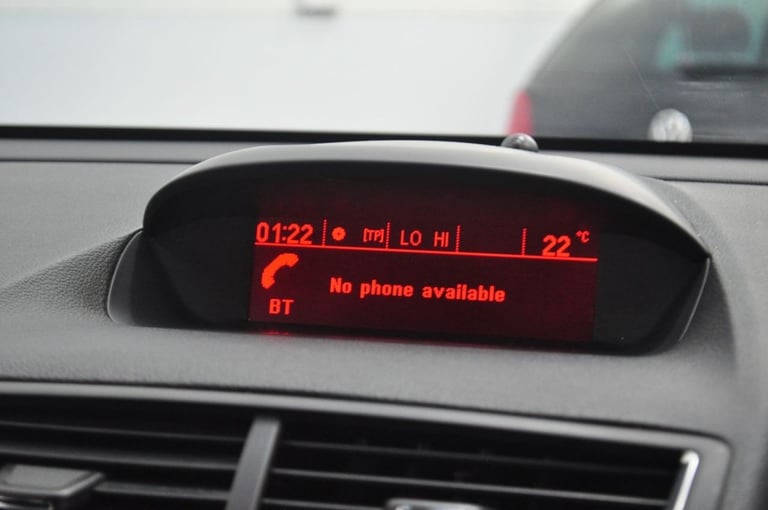 01:22 [TP] LO HI 22 °C
No phone available
BT